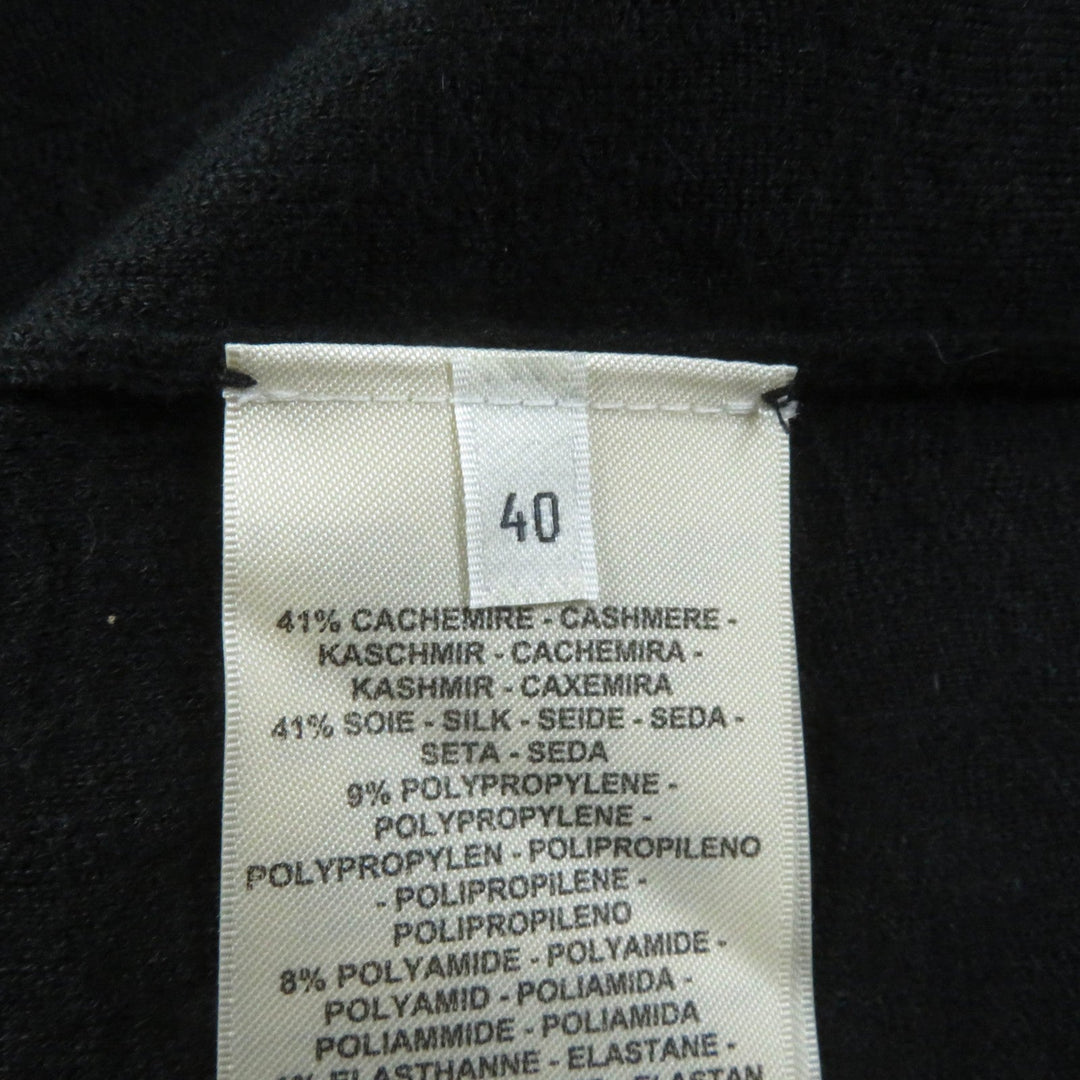 40
41% CACHEMIRE - CASHMERE -
KASCHMIR - CACHEMIRA -
KASHMIR - CAXEMIRA
41% SOIE - SILK - SEIDE - SEDA -
SETA - SEDA
9% POLYPROPYLENE -
POLYPROPYLENE -
POLYPROPYLEN - POLIPROPILENO
- POLIPROPILENE -
POLIPROPILENO
8% POLYAMIDE - POLYAMIDE -
POLYAMID - POLIAMIDA -
POLIAMMIDE - POLIAMIDA
ELASTHANNE - ELASTANE -
ELASTAN